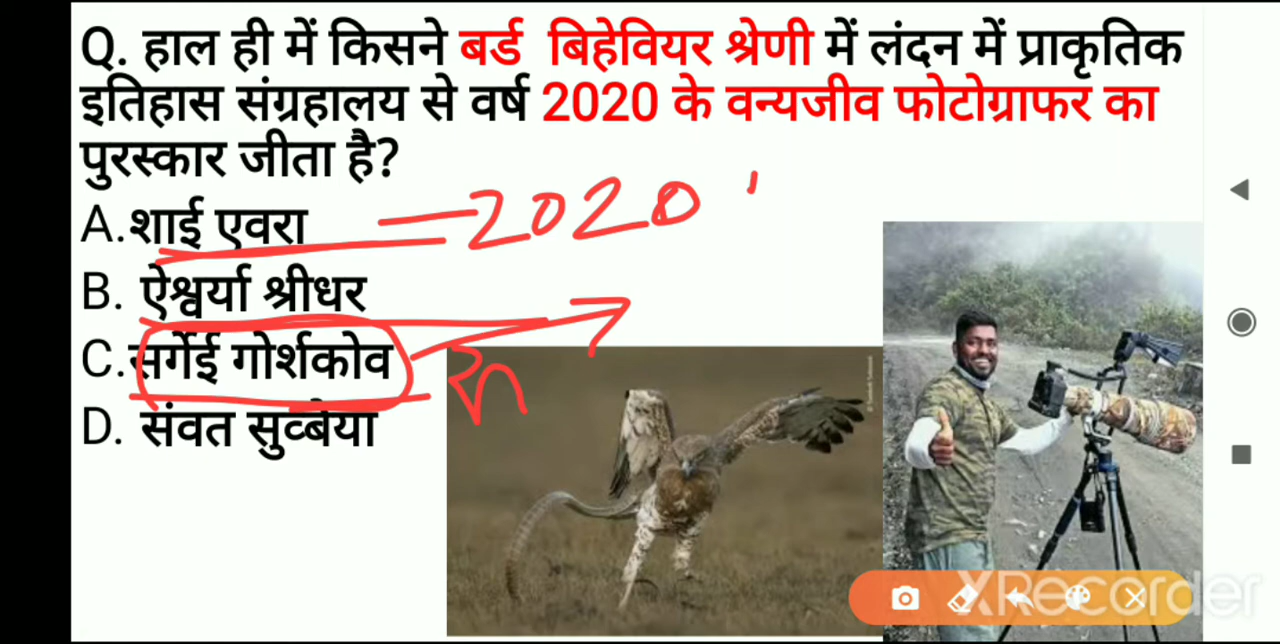 Q. हाल ही में किसने बर्ड बिहेवियर श्रेणी में लंदन में प्राकृतिक
इतिहास संग्रहालय से वर्ष 2020 के वन्यजीव फोटोग्राफर का
पुरस्कार जीता है?
A.शाई एवरा
2020
B. ऐश्वर्या श्रीधर
C.सर्गेई गोर्शकोव
D. संवत सुव्बैया
XRecorder